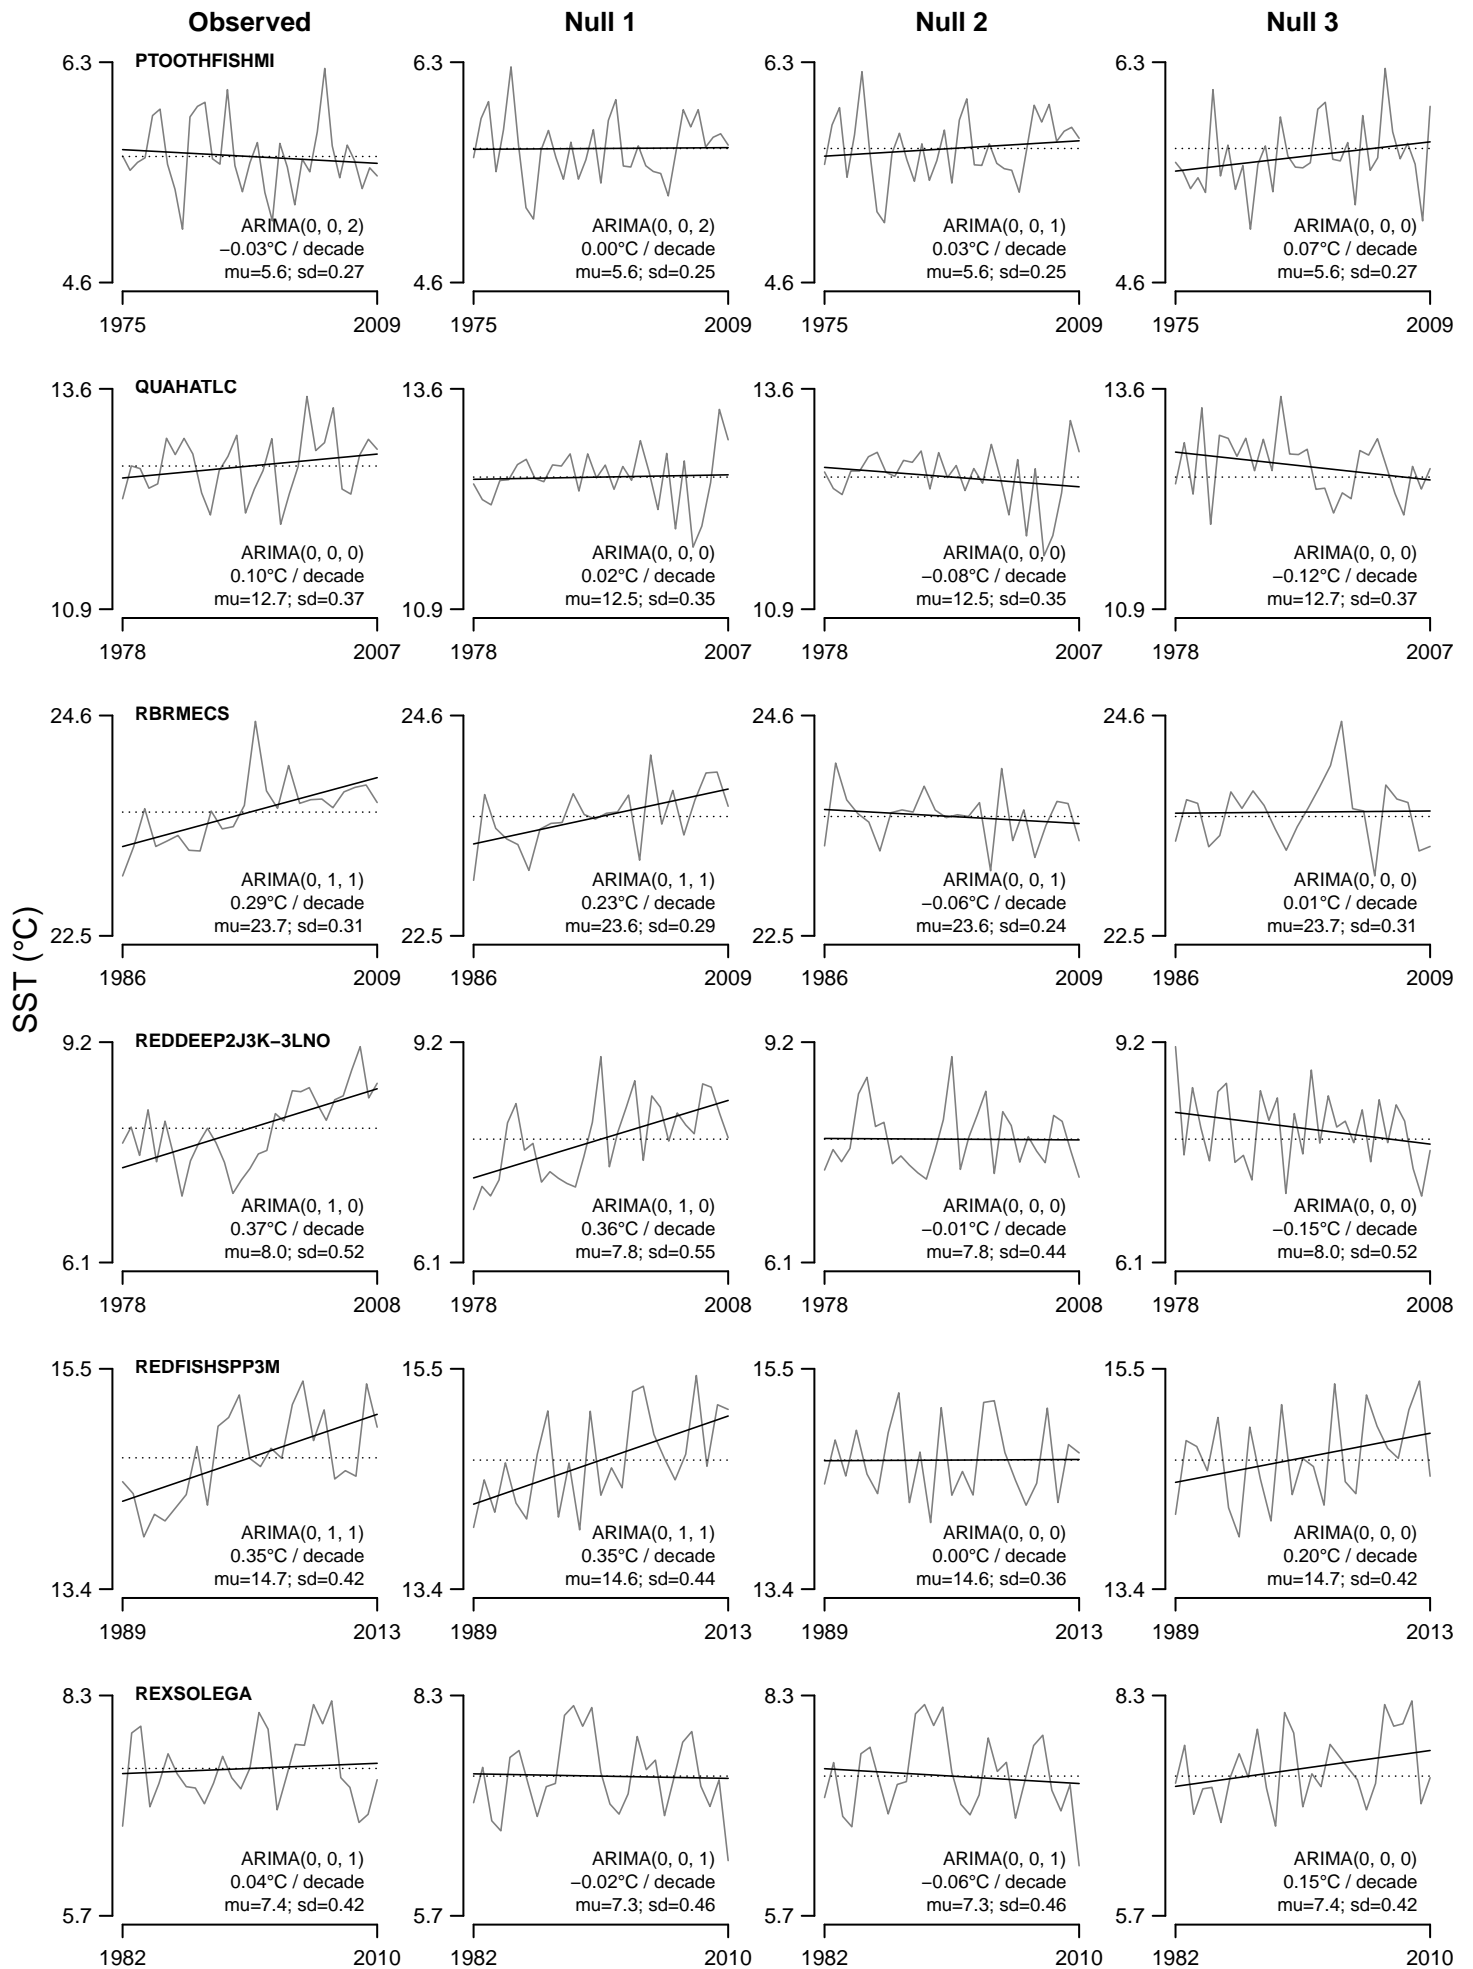 Observed Null 1 Null 2 Null 3
PTOOTHFISHMI
6.3 6.3 6.3 6.3
ARIMA(0, 0, 2) ARIMA(0, 0, 2) ARIMA(0, 0, 1) ARIMA(0, 0, 0)
−0.03°C / decade 0.00°C / decade 0.03°C / decade 0.07°C / decade
mu=5.6; sd=0.27 mu=5.6; sd=0.25 mu=5.6; sd=0.25 mu=5.6; sd=0.27
4.6 4.6 4.6 4.6
1975 2009 1975 2009 1975 2009 1975 2009
QUAHATLC
13.6 13.6 13.6 13.6
ARIMA(0, 0, 0) ARIMA(0, 0, 0) ARIMA(0, 0, 0) ARIMA(0, 0, 0)
0.10°C / decade 0.02°C / decade −0.08°C / decade −0.12°C / decade
mu=12.7; sd=0.37 mu=12.5; sd=0.35 mu=12.5; sd=0.35 mu=12.7; sd=0.37
10.9 10.9 10.9 10.9
1978 2007 1978 2007 1978 2007 1978 2007
RBRMECS
24.6 24.6 24.6 24.6
ARIMA(0, 1, 1) ARIMA(0, 1, 1) ARIMA(0, 0, 1) ARIMA(0, 0, 0)
0.29°C / decade 0.23°C / decade −0.06°C / decade 0.01°C / decade
mu=23.7; sd=0.31 mu=23.6; sd=0.29 mu=23.6; sd=0.24 mu=23.7; sd=0.31
22.5 22.5 22.5 22.5
1986 2009 1986 2009 1986 2009 1986 2009
SST (°C)
REDDEEP2J3K−3LNO
9.2 9.2 9.2 9.2
ARIMA(0, 1, 0) ARIMA(0, 1, 0) ARIMA(0, 0, 0) ARIMA(0, 0, 0)
0.37°C / decade 0.36°C / decade −0.01°C / decade −0.15°C / decade
mu=8.0; sd=0.52 mu=7.8; sd=0.55 mu=7.8; sd=0.44 mu=8.0; sd=0.52
6.1 6.1 6.1 6.1
1978 2008 1978 2008 1978 2008 1978 2008
REDFISHSPP3M
15.5 15.5 15.5 15.5
ARIMA(0, 1, 1) ARIMA(0, 1, 1) ARIMA(0, 0, 0) ARIMA(0, 0, 0)
0.35°C / decade 0.35°C / decade 0.00°C / decade 0.20°C / decade
mu=14.7; sd=0.42 mu=14.6; sd=0.44 mu=14.6; sd=0.36 mu=14.7; sd=0.42
13.4 13.4 13.4 13.4
1989 2013 1989 2013 1989 2013 1989 2013
REXSOLEGA
8.3 8.3 8.3 8.3
ARIMA(0, 0, 1) ARIMA(0, 0, 1) ARIMA(0, 0, 1) ARIMA(0, 0, 0)
0.04°C / decade −0.02°C / decade −0.06°C / decade 0.15°C / decade
mu=7.4; sd=0.42 mu=7.3; sd=0.46 mu=7.3; sd=0.46 mu=7.4; sd=0.42
5.7 5.7 5.7 5.7
1982 2010 1982 2010 1982 2010 1982 2010